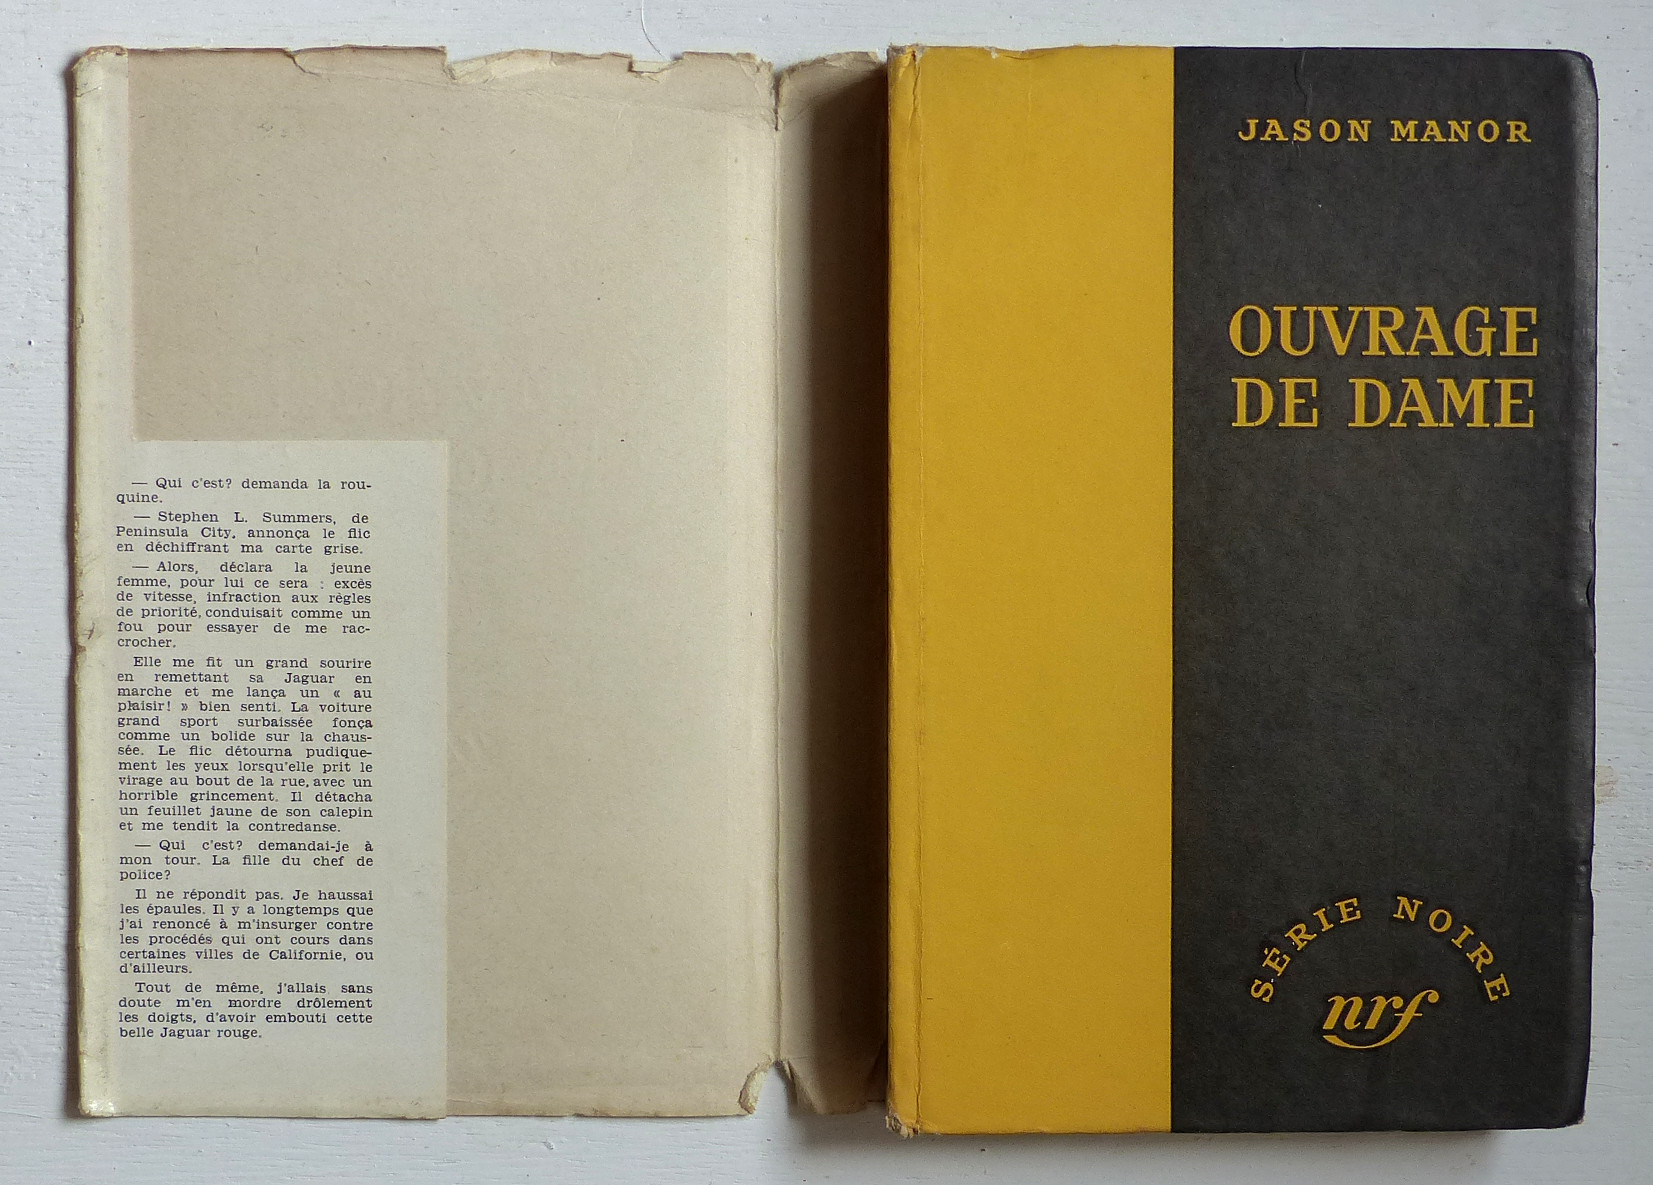 — Qui c'est? demanda la rou-
quine.
— Stephen L. Summers, de
Peninsula City, annonça le flic
en déchiffrant ma carte grise.
— Alors, déclara la jeune
femme, pour lui ce sera : excès
de vitesse, infraction aux règles
de priorité, conduisait comme un
fou pour essayer de me rac-
crocher.
Elle me fit un grand sourire
en remettant sa Jaguar en
marche et me lança un « au
plaisir! » bien senti. La voiture
grand sport surbaissée fonça
comme un bolide sur la chaus-
sée. Le flic détourna pudique-
ment les yeux lorsqu'elle prit le
virage au bout de la rue, avec un
horrible grincement. Il détacha
un feuillet jaune de son calepin
et me tendit la contredanse.
— Qui c'est? demandai-je à
mon tour. La fille du chef de
police?
Il ne répondit pas. Je haussai
les épaules. Il y a longtemps que
j'ai renoncé à m'insurger contre
les procédés qui ont cours dans
certaines villes de Californie, ou
d'ailleurs.
Tout de même, j'allais sans
doute m'en mordre drôlement
les doigts, d'avoir embouti cette
belle Jaguar rouge.
JASON MANOR
OUVRAGE
DE DAME
SÉRIE NOIRE
nrf